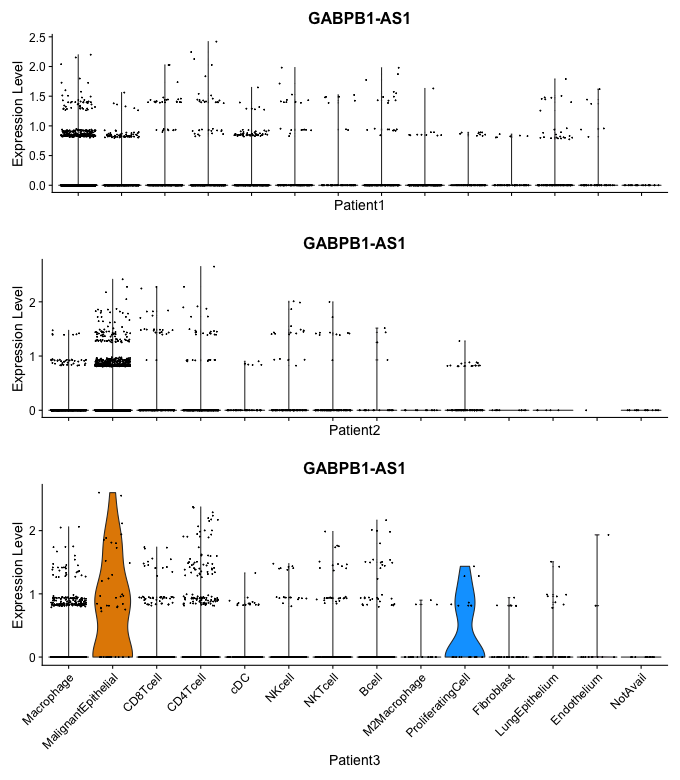 GABPB1-AS1
Expression Level
2.5
2.0
1.5
1.0
0.5
0.0
Patient1
GABPB1-AS1
Expression Level
2
1
0
Patient2
GABPB1-AS1
Expression Level
2
1
0
Macrophage
MalignantEpithelial
CD8Tcell
CD4Tcell
cDC
NKcell
NKTcell
Bcell
M2Macrophage
ProliferatingCell
Fibroblast
LungEpithelium
Endothelium
NotAvail
Patient3